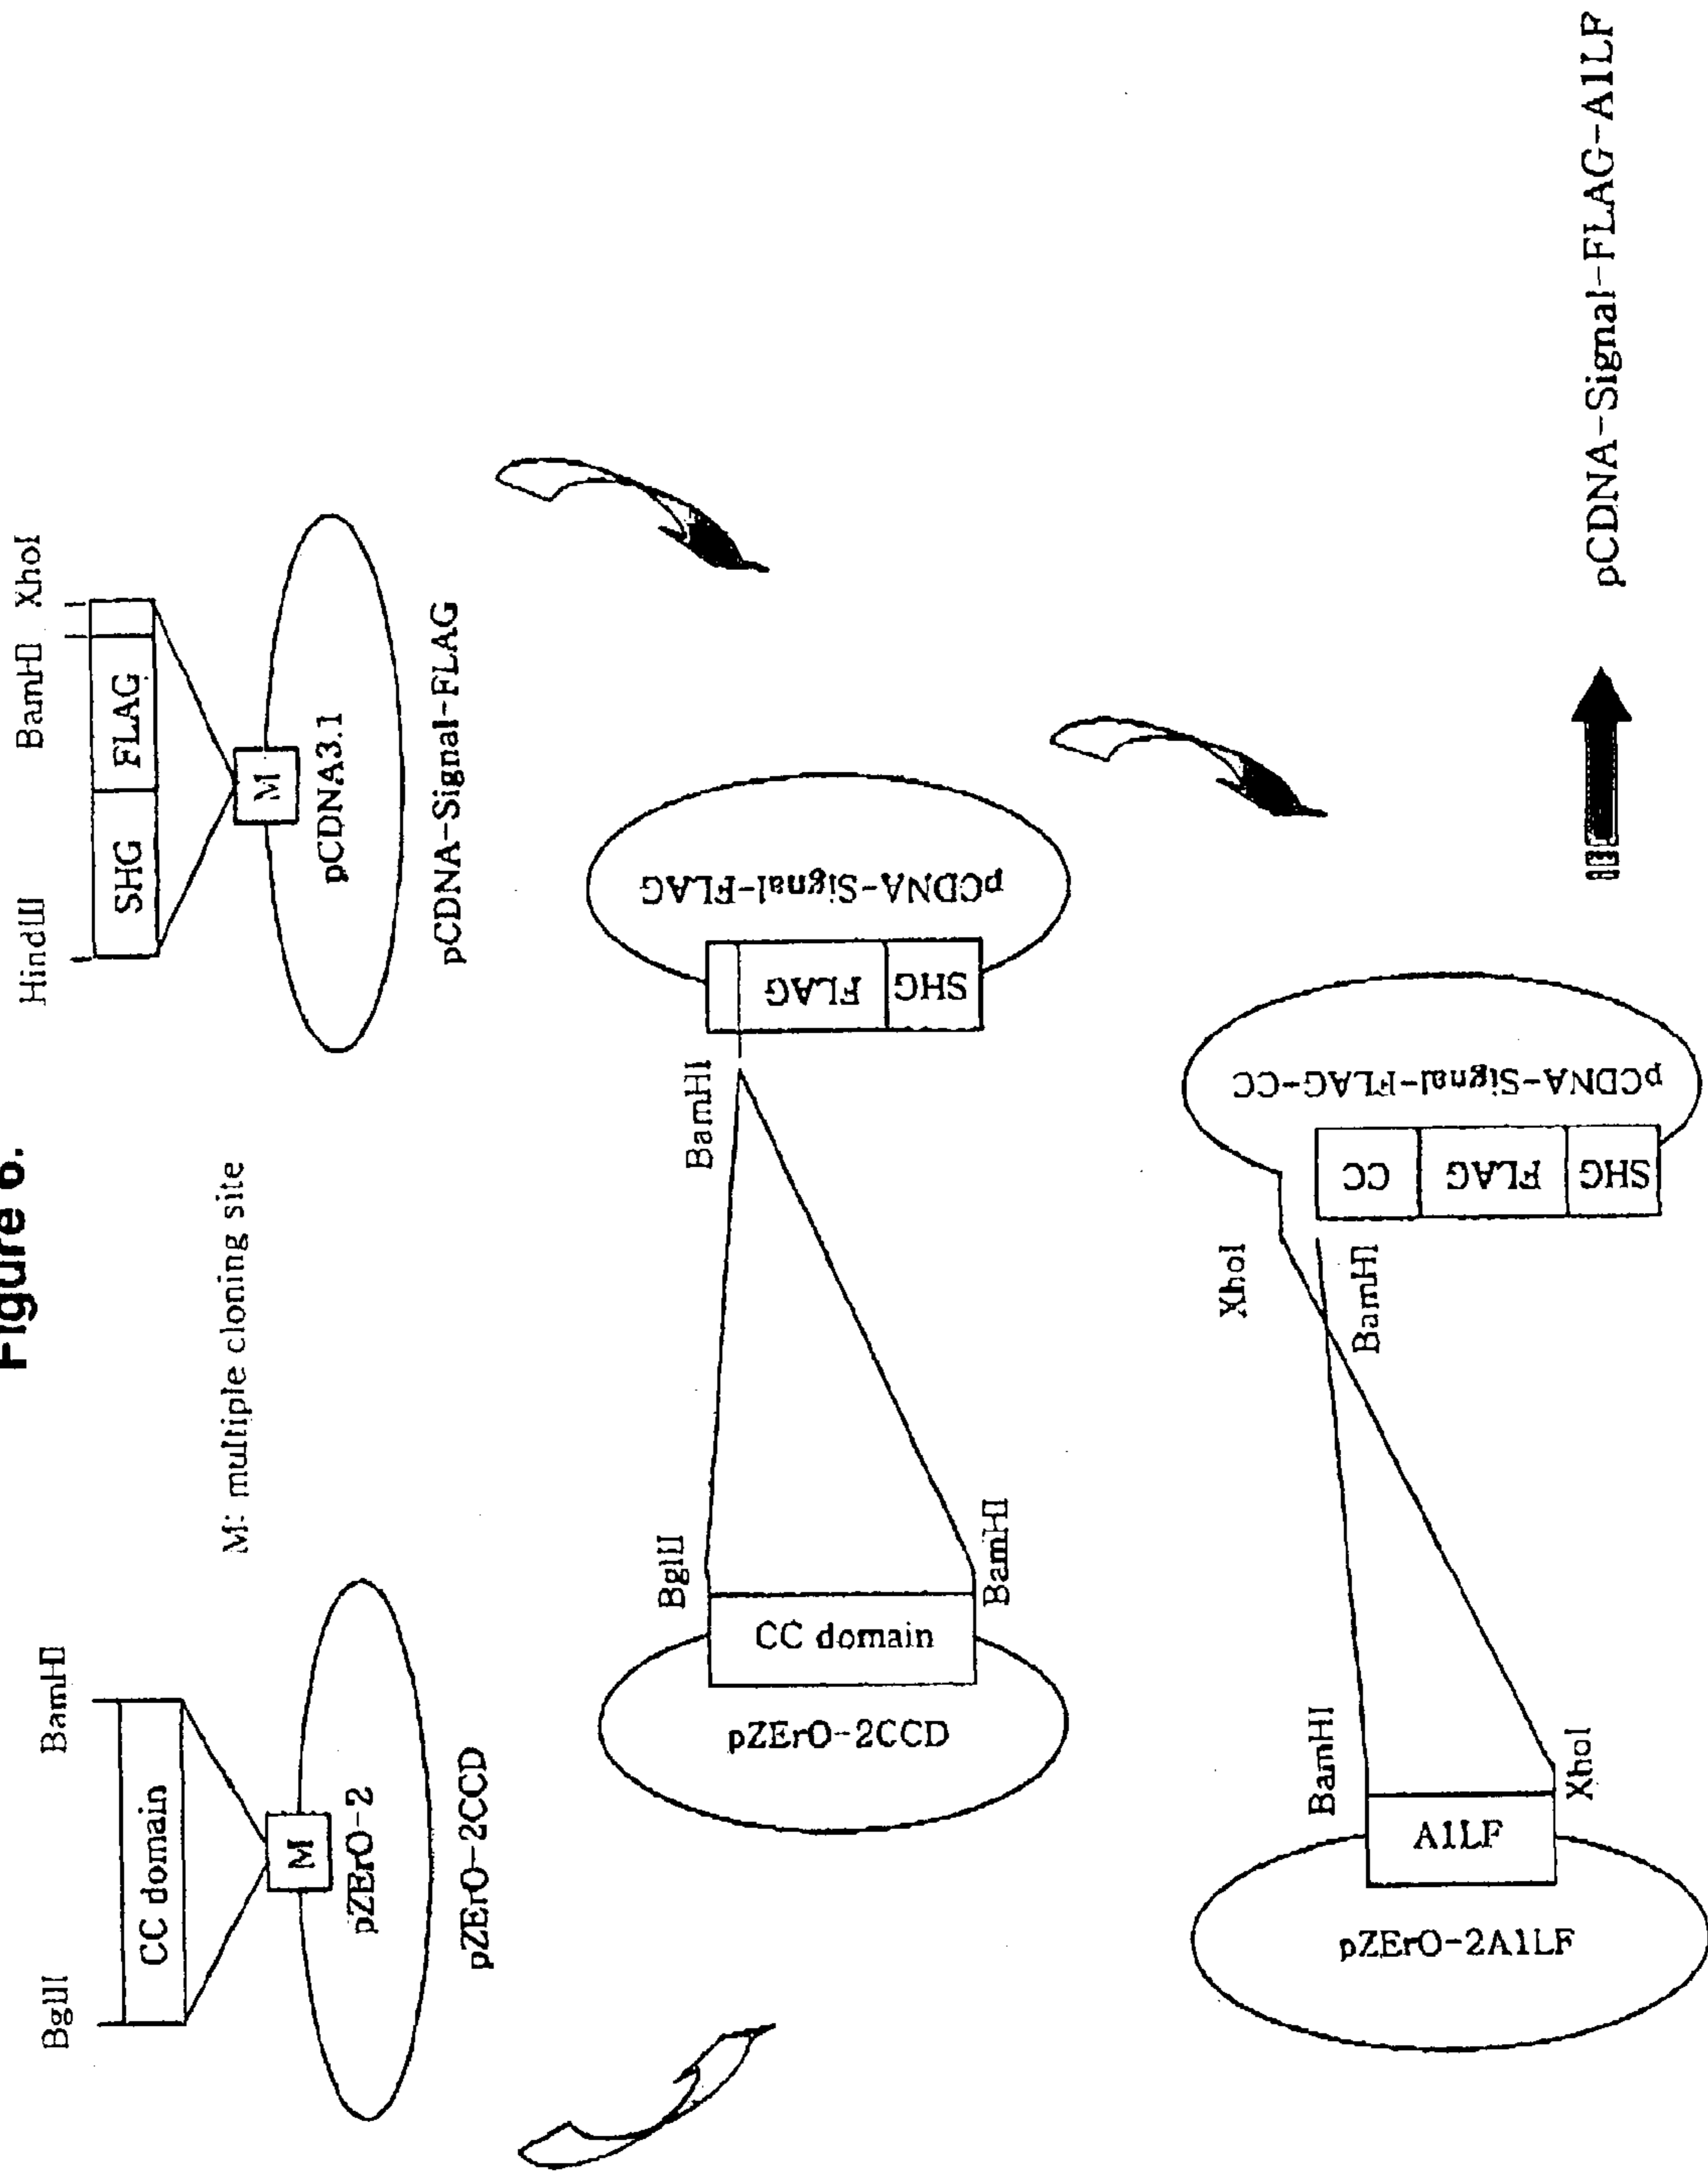 Figure 6.
BglII
BamHI
CC domain
M
pZErO-2
pZErO-2CCD
M: multiple cloning site
HindIII
BamHI
XhoI
SHG
FLAG
M
pCDNA3.1
pCDNA-Signal-FLAG
BglII
CC domain
BamHI
pZErO-2CCD
BamHI
FLAG
SHG
pCDNA-Signal-FLAG
BamHI
A1LF
XhoI
pZErO-2A1LF
XhoI
BamHI
CC
FLAG
SHG
pCDNA-Signal-FLAG-CC
pCDNA-Signal-FLAG-A1LF